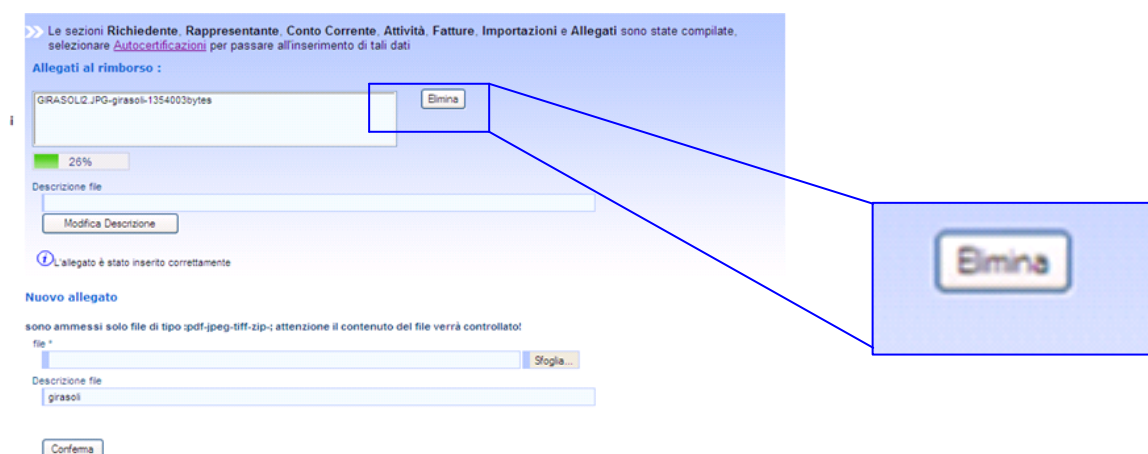 Le sezioni Richiedente, Rappresentante, Conto Corrente, Attività, Fatture, Importazioni e Allegati sono state compilate,
selezionare Autocertificazioni per passare all'inserimento di tali dati
Allegati al rimborso :
GIRASOLI2.JPG-girasoli-1354003bytes
Elimina
i
26%
Descrizione file
Modifica Descrizione
L'allegato è stato inserito correttamente
Elimina
Nuovo allegato
sono ammessi solo file di tipo :pdf-jpeg-tiff-zip-; attenzione il contenuto del file verrà controllato!
file *
Sfoglia...
Descrizione file
girasoli
Conferma